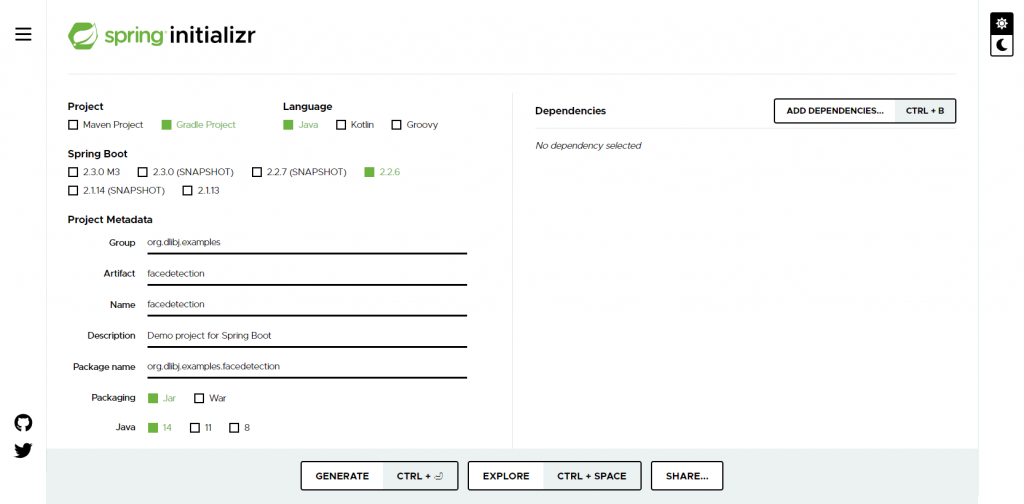 spring initializr
Project
Maven Project Gradle Project
Language
Java Kotlin Groovy
Spring Boot
2.3.0 M3 2.3.0 (SNAPSHOT) 2.2.7 (SNAPSHOT) 2.2.6
2.1.14 (SNAPSHOT) 2.1.13
Project Metadata
Group org.dlibj.examples
Artifact facedetection
Name facedetection
Description Demo project for Spring Boot
Package name org.dlibj.examples.facedetection
Packaging Jar War
Java 14 11 8
Dependencies ADD DEPENDENCIES... CTRL + B
No dependency selected
GENERATE CTRL + ⏎ EXPLORE CTRL + SPACE SHARE...